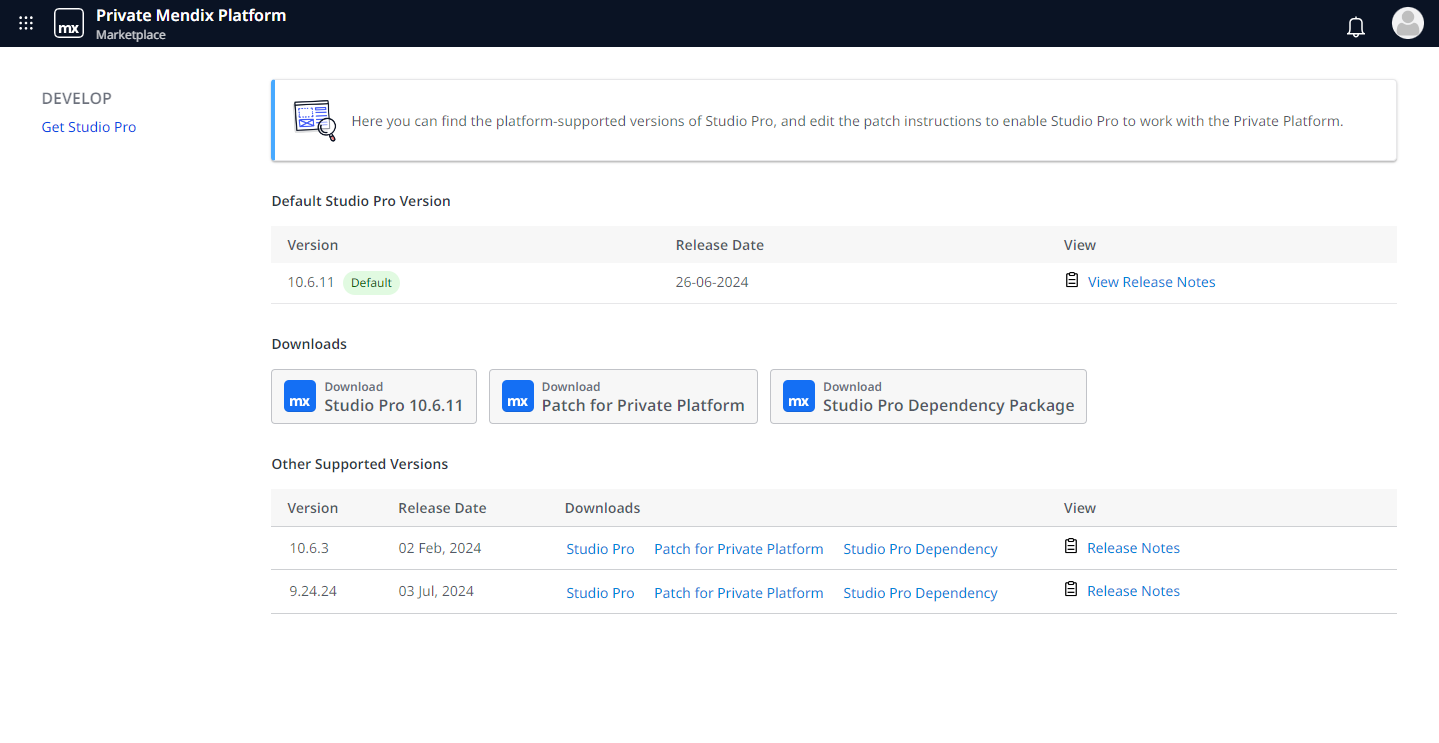 mx Private Mendix Platform
Marketplace
DEVELOP
Get Studio Pro
Here you can find the platform-supported versions of Studio Pro, and edit the patch instructions to enable Studio Pro to work with the Private Platform.
Default Studio Pro Version
Version Release Date View
10.6.11 Default 26-06-2024 View Release Notes
Downloads
mx Download Studio Pro 10.6.11
mx Download Patch for Private Platform
mx Download Studio Pro Dependency Package
Other Supported Versions
Version Release Date Downloads View
10.6.3 02 Feb, 2024 Studio Pro Patch for Private Platform Studio Pro Dependency Release Notes
9.24.24 03 Jul, 2024 Studio Pro Patch for Private Platform Studio Pro Dependency Release Notes